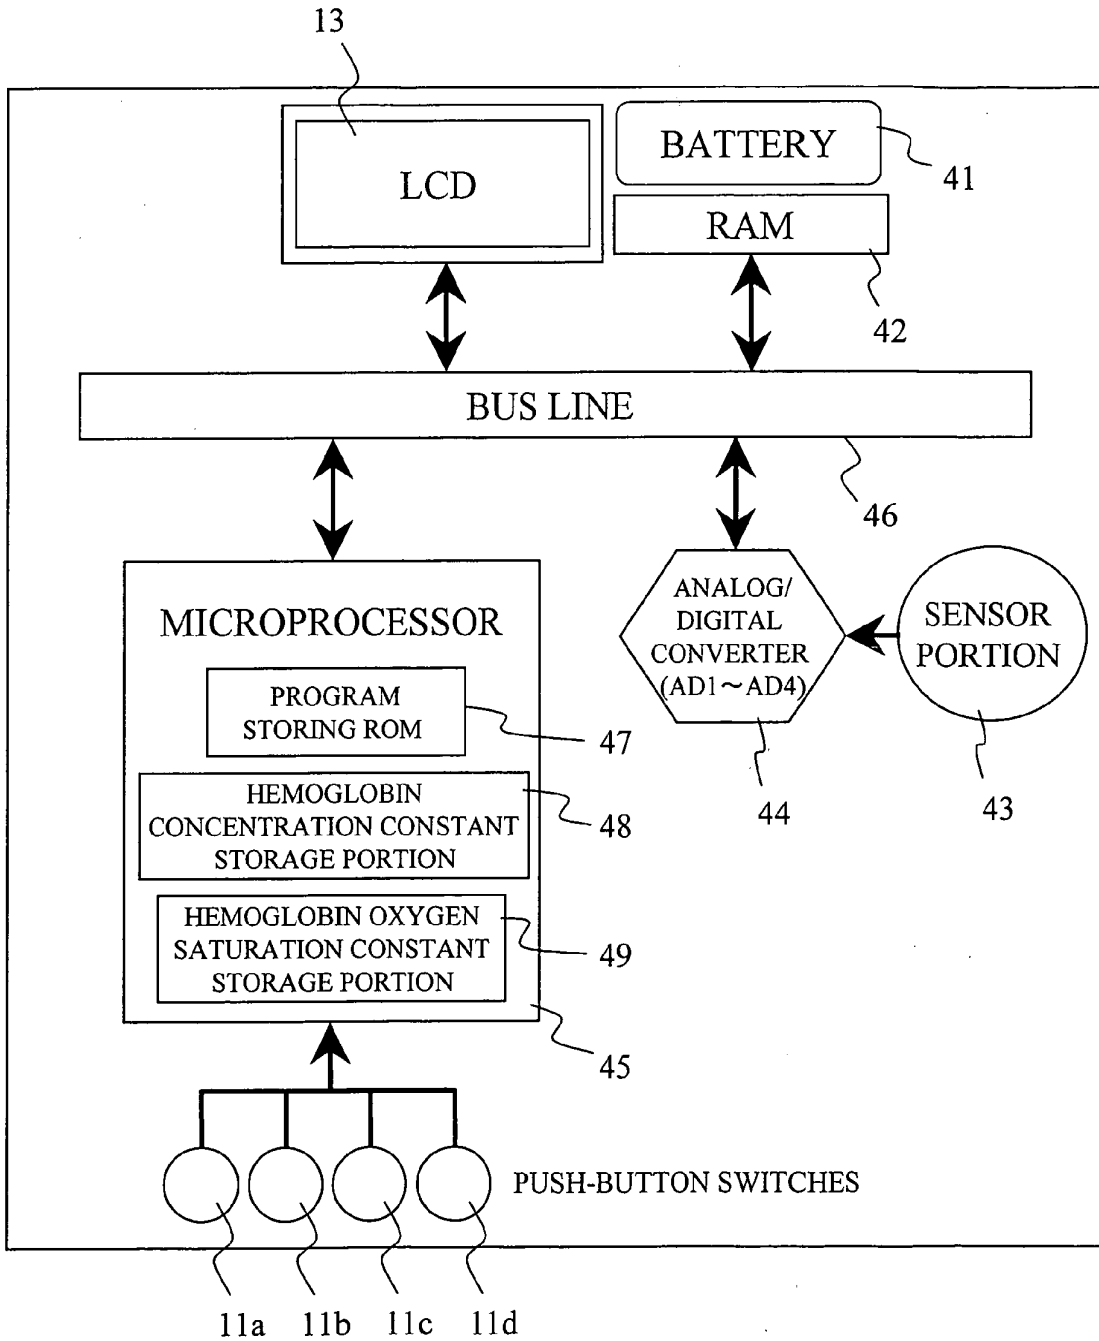 13
LCD
BATTERY
41
RAM
42
BUS LINE
46
MICROPROCESSOR
PROGRAM
STORING ROM
47
HEMOGLOBIN
CONCENTRATION CONSTANT
STORAGE PORTION
48
HEMOGLOBIN OXYGEN
SATURATION CONSTANT
STORAGE PORTION
49
45
ANALOG/
DIGITAL
CONVERTER
(AD1~AD4)
44
SENSOR
PORTION
43
PUSH-BUTTON SWITCHES
11a
11b
11c
11d